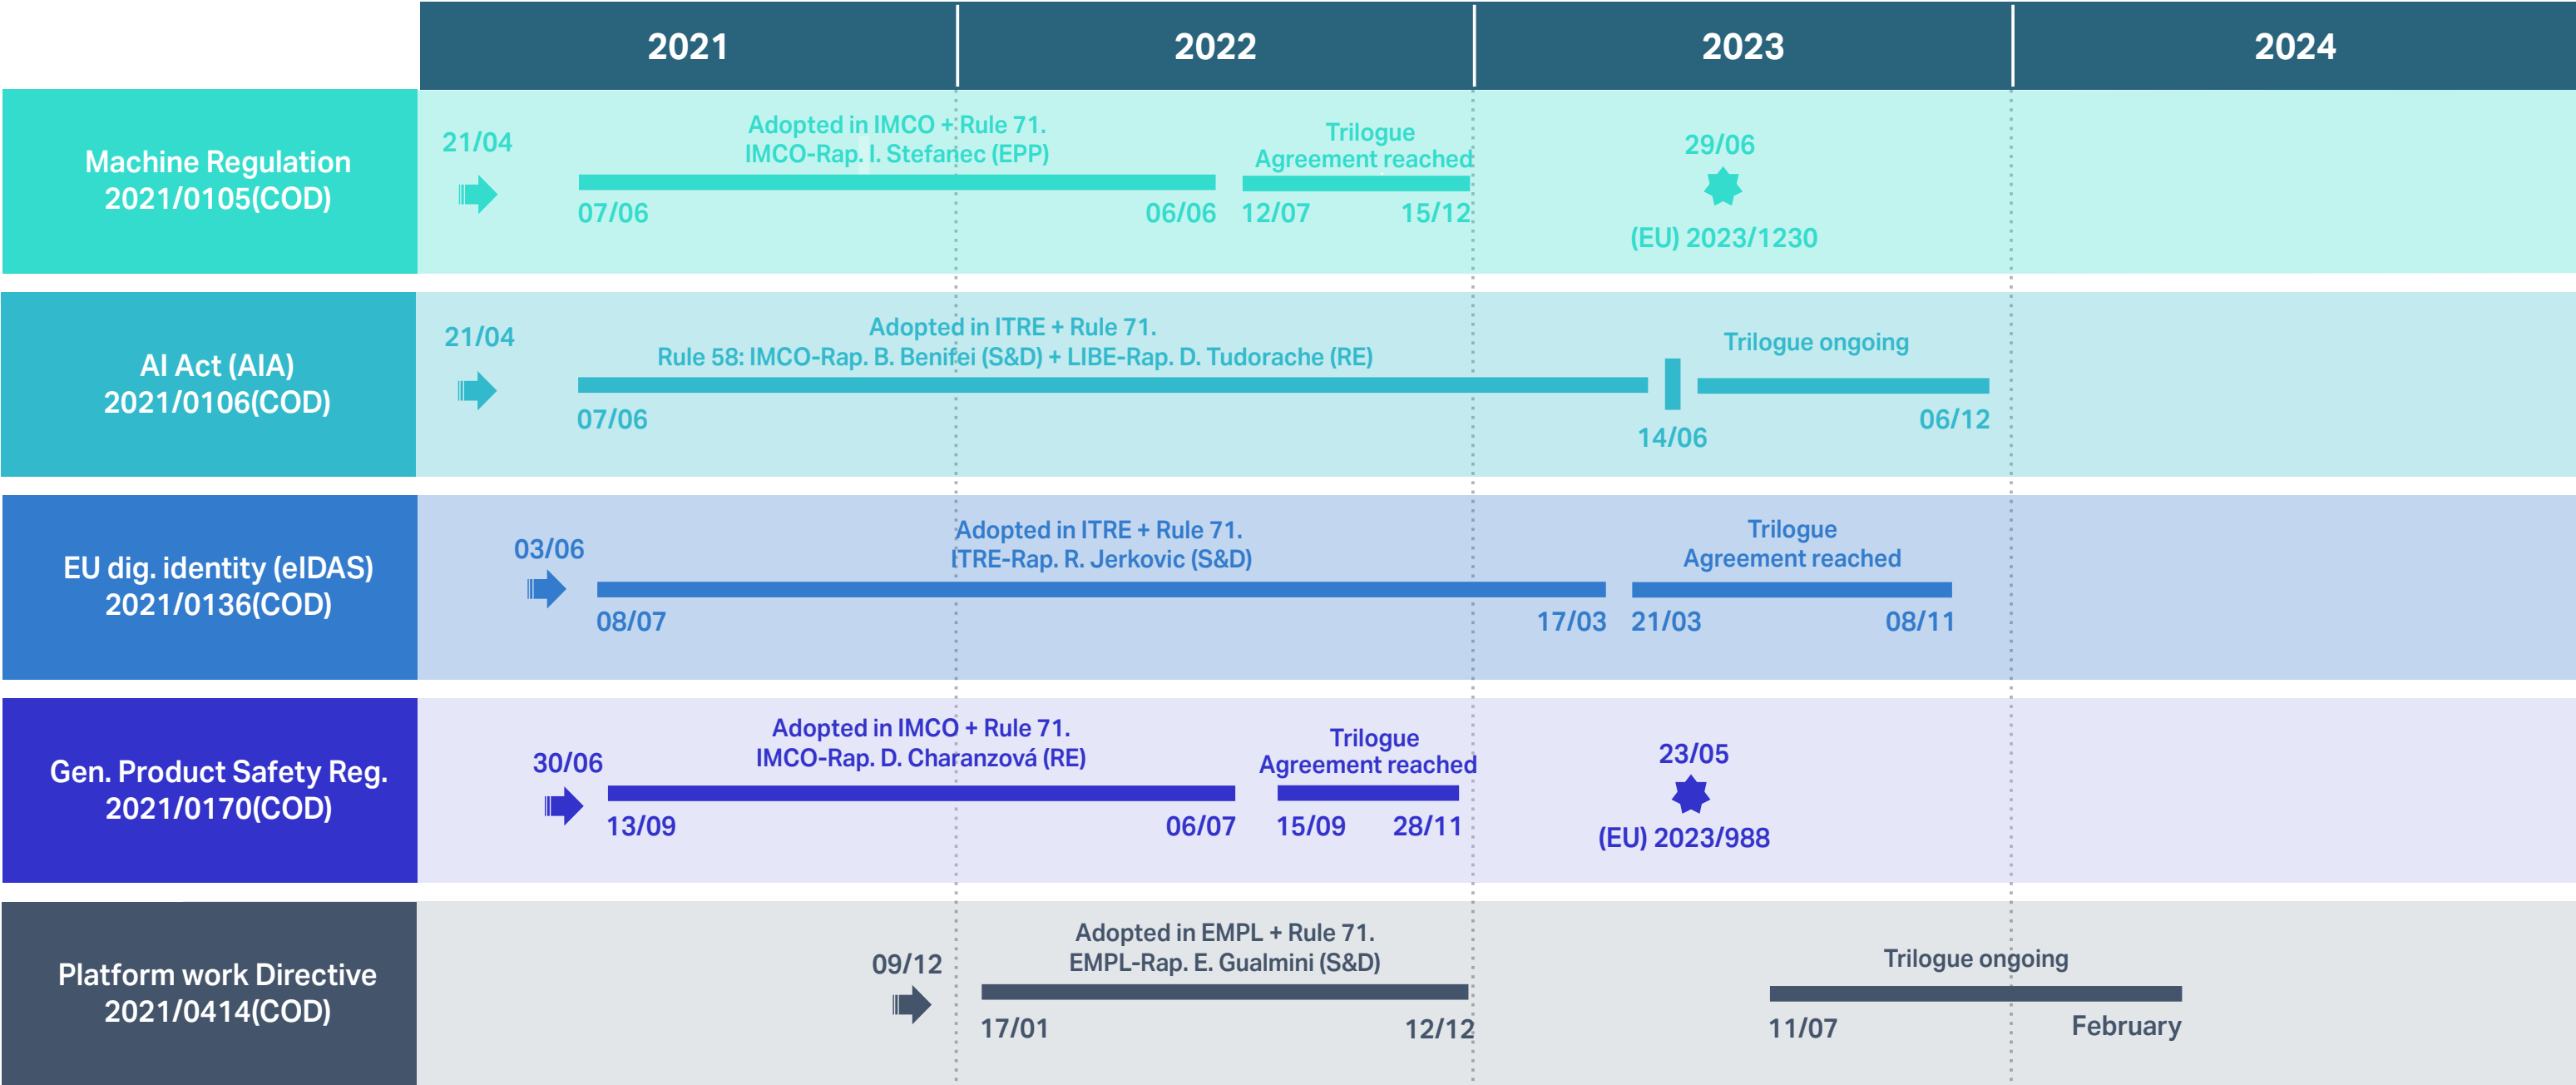 2021
2022
2023
2024
Machine Regulation
2021/0105(COD)
21/04
Adopted in IMCO + Rule 71.
IMCO-Rap. I. Stefanec (EPP)
07/06
06/06
Trilogue
Agreement reached
12/07
15/12
29/06
(EU) 2023/1230
AI Act (AIA)
2021/0106(COD)
21/04
Adopted in ITRE + Rule 71.
Rule 58: IMCO-Rap. B. Benifei (S&D) + LIBE-Rap. D. Tudorache (RE)
07/06
14/06
Trilogue ongoing
06/12
EU dig. identity (eIDAS)
2021/0136(COD)
03/06
Adopted in ITRE + Rule 71.
ITRE-Rap. R. Jerkovic (S&D)
08/07
17/03
Trilogue
Agreement reached
21/03
08/11
Gen. Product Safety Reg.
2021/0170(COD)
30/06
Adopted in IMCO + Rule 71.
IMCO-Rap. D. Charanzová (RE)
13/09
06/07
Trilogue
Agreement reached
15/09
28/11
23/05
(EU) 2023/988
Platform work Directive
2021/0414(COD)
09/12
Adopted in EMPL + Rule 71.
EMPL-Rap. E. Gualmini (S&D)
17/01
12/12
Trilogue ongoing
11/07
February